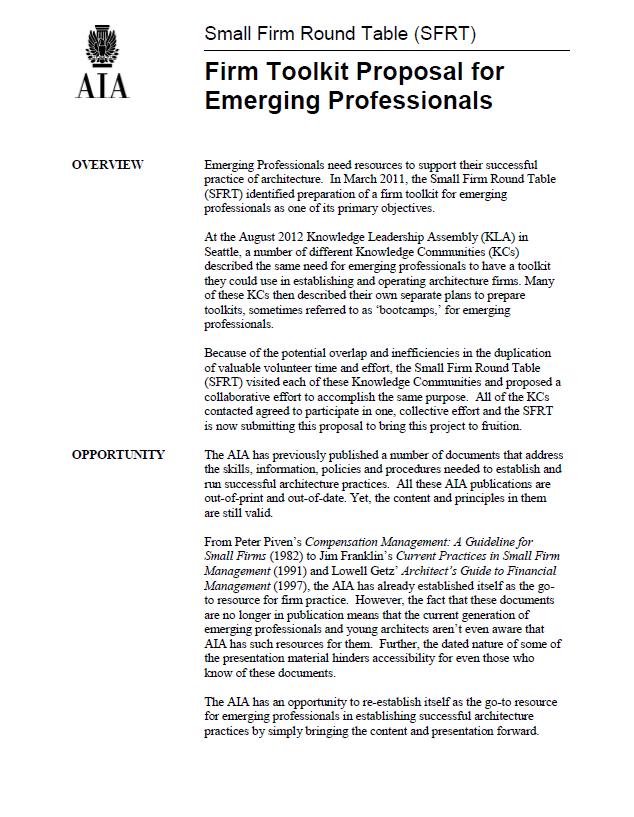 Small Firm Round Table (SFRT)
AIA
Firm Toolkit Proposal for
Emerging Professionals
OVERVIEW
Emerging Professionals need resources to support their successful
practice of architecture. In March 2011, the Small Firm Round Table
(SFRT) identified preparation of a firm toolkit for emerging
professionals as one of its primary objectives.
At the August 2012 Knowledge Leadership Assembly (KLA) in
Seattle, a number of different Knowledge Communities (KCs)
described the same need for emerging professionals to have a toolkit
they could use in establishing and operating architecture firms. Many
of these KCs then described their own separate plans to prepare
toolkits, sometimes referred to as ‘bootcamps,’ for emerging
professionals.
Because of the potential overlap and inefficiencies in the duplication
of valuable volunteer time and effort, the Small Firm Round Table
(SFRT) visited each of these Knowledge Communities and proposed a
collaborative effort to accomplish the same purpose. All of the KCs
contacted agreed to participate in one, collective effort and the SFRT
is now submitting this proposal to bring this project to fruition.
OPPORTUNITY
The AIA has previously published a number of documents that address
the skills, information, policies and procedures needed to establish and
run successful architecture practices. All these AIA publications are
out-of-print and out-of-date. Yet, the content and principles in them
are still valid.
From Peter Piven’s Compensation Management: A Guideline for
Small Firms (1982) to Jim Franklin’s Current Practices in Small Firm
Management (1991) and Lowell Getz’ Architect’s Guide to Financial
Management (1997), the AIA has already established itself as the go-
to resource for firm practice. However, the fact that these documents
are no longer in publication means that the current generation of
emerging professionals and young architects aren’t even aware that
AIA has such resources for them. Further, the dated nature of some of
the presentation material hinders accessibility for even those who
know of these documents.
The AIA has an opportunity to re-establish itself as the go-to resource
for emerging professionals in establishing successful architecture
practices by simply bringing the content and presentation forward.